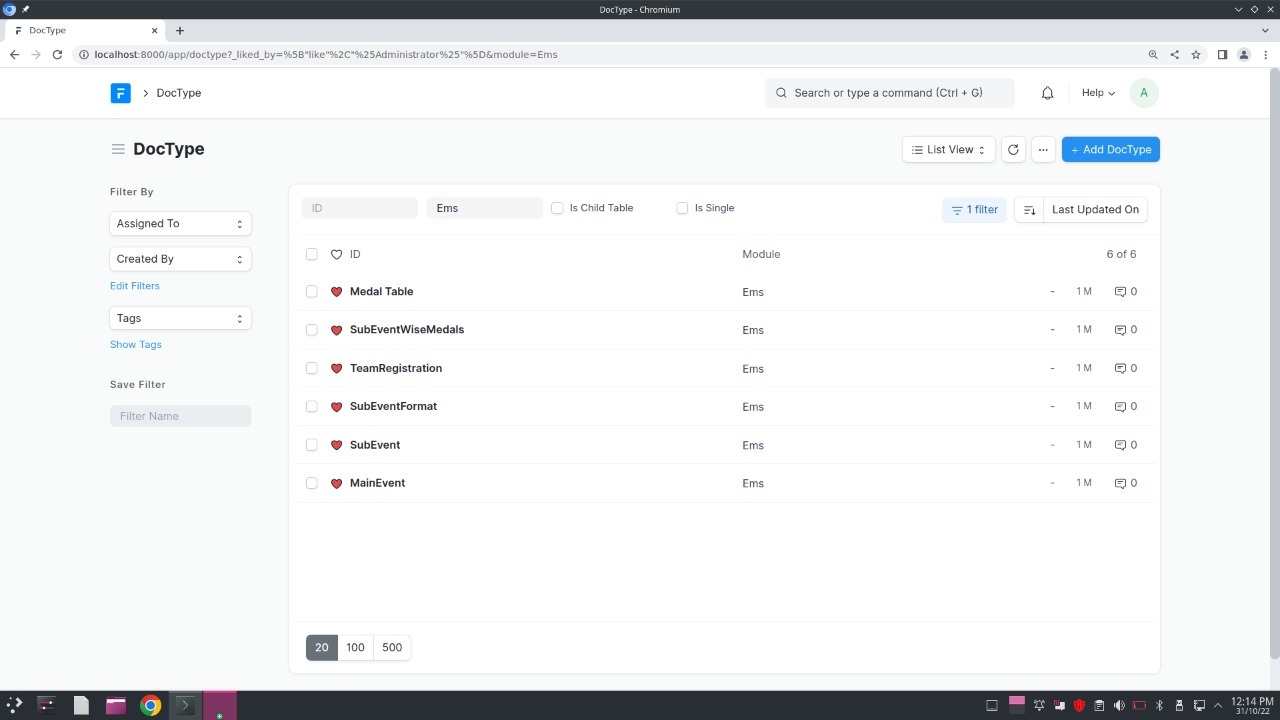 DocType - Chromium
DocType
localhost:8000/app/doctype?_liked_by=%5B"like"%2C"%25Administrator%25"%5D&module=Ems
DocType
Search or type a command (Ctrl + G)
Help
A
DocType
List View
+ Add DocType
Filter By
Assigned To
Created By
Edit Filters
Tags
Show Tags
Save Filter
Filter Name
ID
Ems
Is Child Table
Is Single
1 filter
Last Updated On
ID
Module
6 of 6
Medal Table Ems - 1 M 0
SubEventWiseMedals Ems - 1 M 0
TeamRegistration Ems - 1 M 0
SubEventFormat Ems - 1 M 0
SubEvent Ems - 1 M 0
MainEvent Ems - 1 M 0
20 100 500
12:14 PM
31/10/22